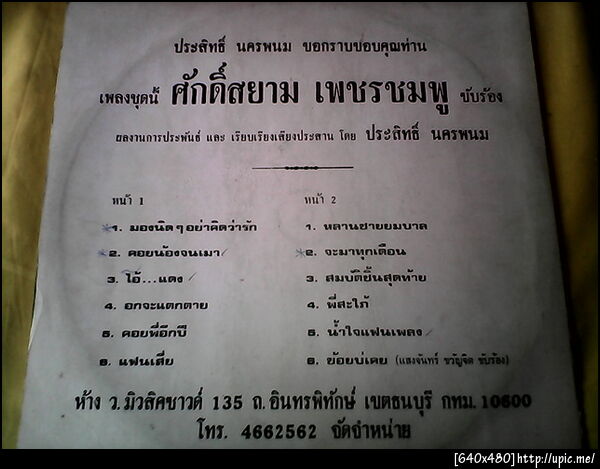 ประสิทธิ์ นครพนม ขอกราบขอบคุณท่าน
เพลงชุดนี้ ศักดิ์สยาม เพชรชมพู ขับร้อง
ผลงานการประพันธ์ และ เรียบเรียงเสียงประสาน โดย ประสิทธิ์ นครพนม
หน้า 1
1. มองนิดๆอย่าคิดว่ารัก
2. คอยน้องจนเมา
3. ไอ้...แดง
4. อกจะแตกตาย
5. คอยพี่อีกปี
6. แฟนเสี่ย
หน้า 2
1. หลานชายยมบาล
2. จะมาทุกเดือน
3. สมบัติชิ้นสุดท้าย
4. พี่สะใภ้
5. น้ำใจแฟนเพลง
6. ย้อยบ่เคย (แสงจันทร์ ขวัญจิต ขับร้อง)
ห้าง ว.มิวสิคซาวด์ 135 ถ.อินทรพิทักษ์ เขตธนบุรี กทม.10600
โทร. 4662562 จัดจำหน่าย
[640x480]http://upic.me/